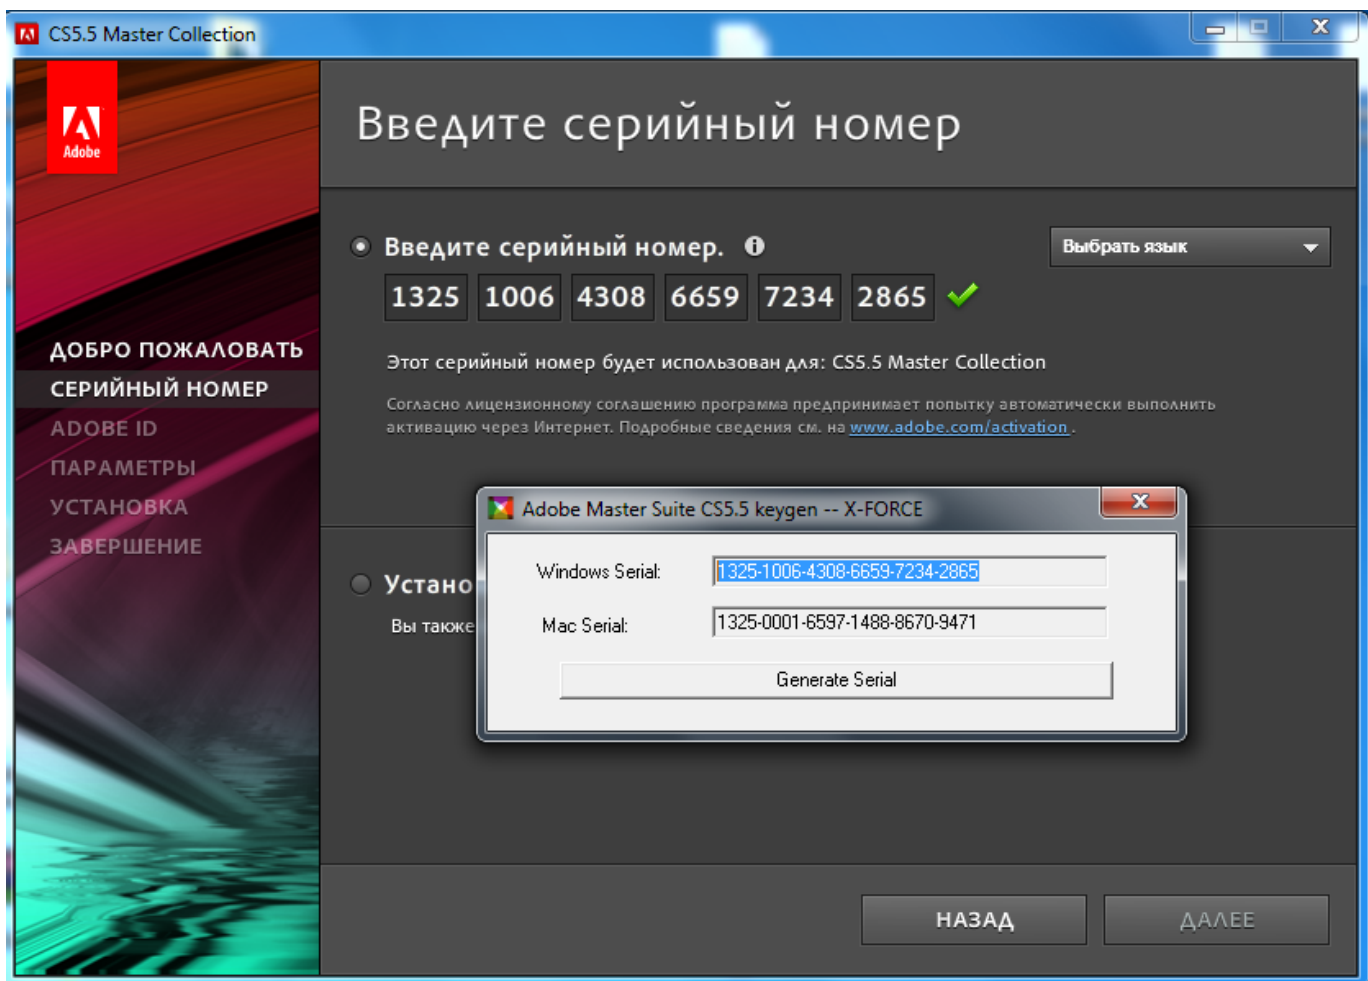 CS5.5 Master Collection
Adobe
Введите серийный номер
Введите серийный номер.
Выбрать язык
1325 1006 4308 6659 7234 2865
Этот серийный номер будет использован для: CS5.5 Master Collection
Согласно лицензионному соглашению программа предпринимает попытку автоматически выполнить
активацию через Интернет. Подробные сведения см. на www.adobe.com/activation .
ДОБРО ПОЖАЛОВАТЬ
СЕРИЙНЫЙ НОМЕР
ADOBE ID
ПАРАМЕТРЫ
УСТАНОВКА
ЗАВЕРШЕНИЕ
Устано
Вы также
Adobe Master Suite CS5.5 keygen -- X-FORCE
Windows Serial: 1325-1006-4308-6659-7234-2865
Mac Serial: 1325-0001-6597-1488-8670-9471
Generate Serial
НАЗАД
ДАЛЕЕ